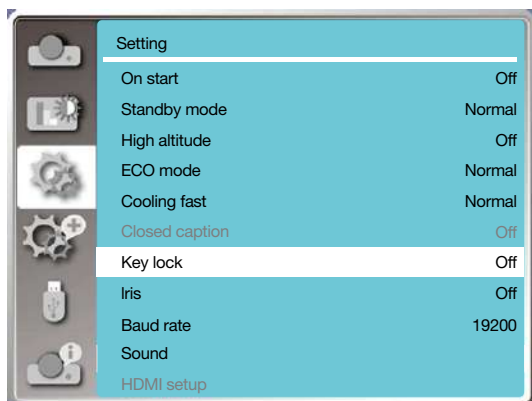 Setting
On start Off
Standby mode Normal
High altitude Off
ECO mode Normal
Cooling fast Normal
Closed caption Off
Key lock Off
Iris Off
Baud rate 19200
Sound
HDMI setup